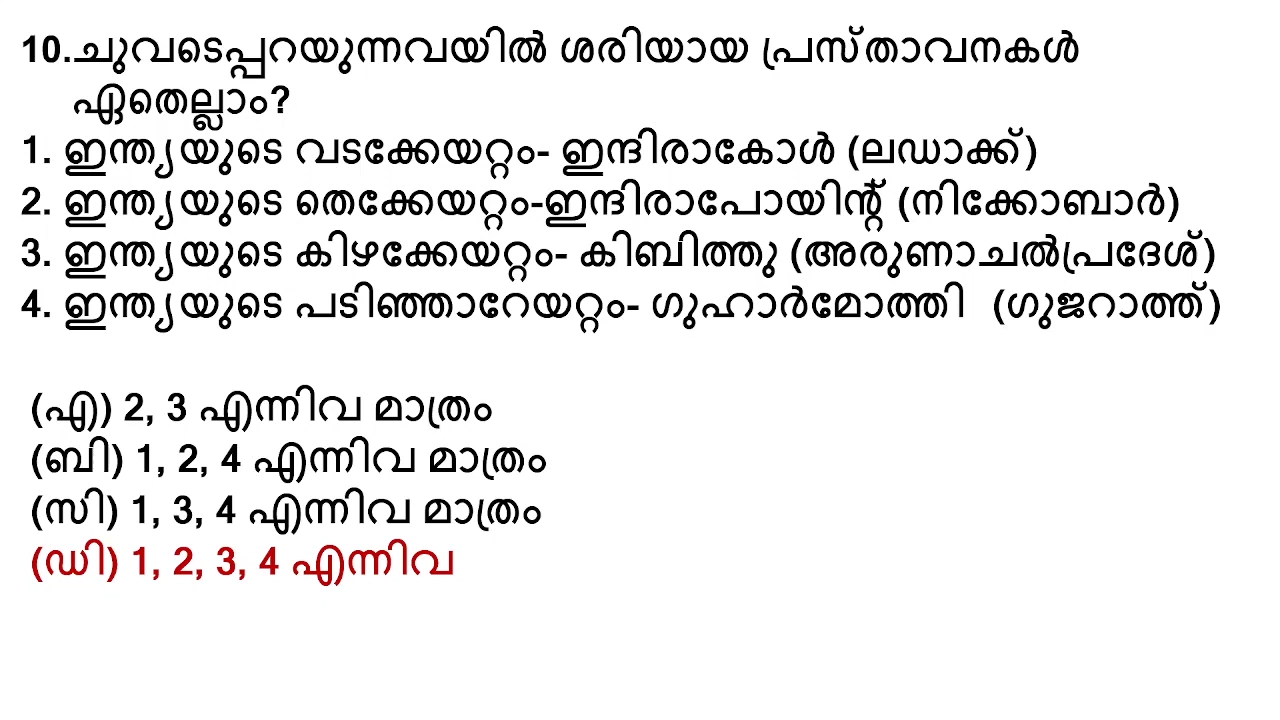 10.ചുവടെപ്പറയുന്നവയിൽ ശരിയായ പ്രസ്താവനകൾ
ഏതെല്ലാം?
1. ഇന്ത്യയുടെ വടക്കേയറ്റം- ഇന്ദിരാകോൾ (ലഡാക്ക്)
2. ഇന്ത്യയുടെ തെക്കേയറ്റം-ഇന്ദിരാപോയിന്റ് (നിക്കോബാർ)
3. ഇന്ത്യയുടെ കിഴക്കേയറ്റം- കിബിത്തു (അരുണാചൽപ്രദേശ്)
4. ഇന്ത്യയുടെ പടിഞ്ഞാറേയറ്റം- ഗുഹാർമോത്തി (ഗുജറാത്ത്)
(എ) 2, 3 എന്നിവ മാത്രം
(ബി) 1, 2, 4 എന്നിവ മാത്രം
(സി) 1, 3, 4 എന്നിവ മാത്രം
(ഡി) 1, 2, 3, 4 എന്നിവ